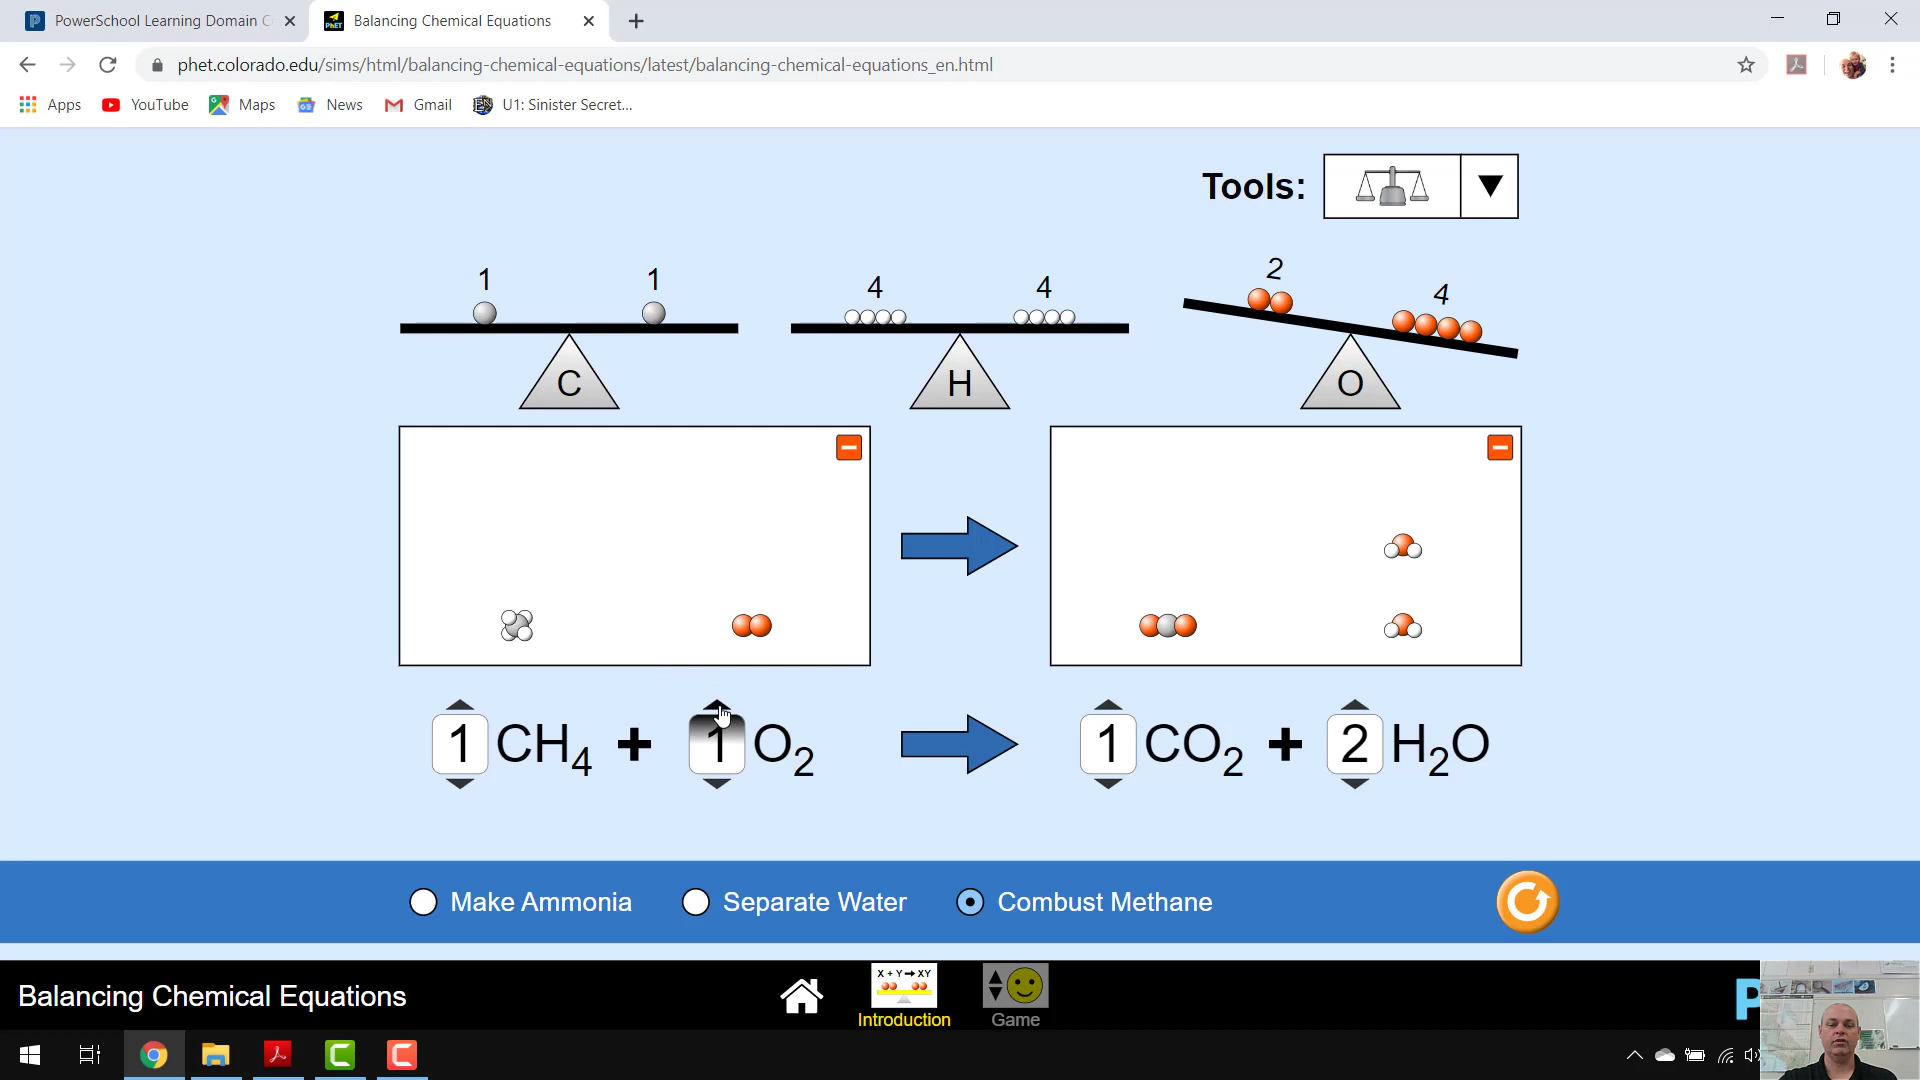 PowerSchool Learning Domain C
Balancing Chemical Equations
phet.colorado.edu/sims/html/balancing-chemical-equations/latest/balancing-chemical-equations_en.html
Apps YouTube Maps News Gmail U1: Sinister Secret...
Tools:
1 1 4 4 2 4
C H O
1 CH4 + 1 O2 1 CO2 + 2 H2O
Make Ammonia Separate Water Combust Methane
Balancing Chemical Equations
X + Y → XY
Introduction
Game
P